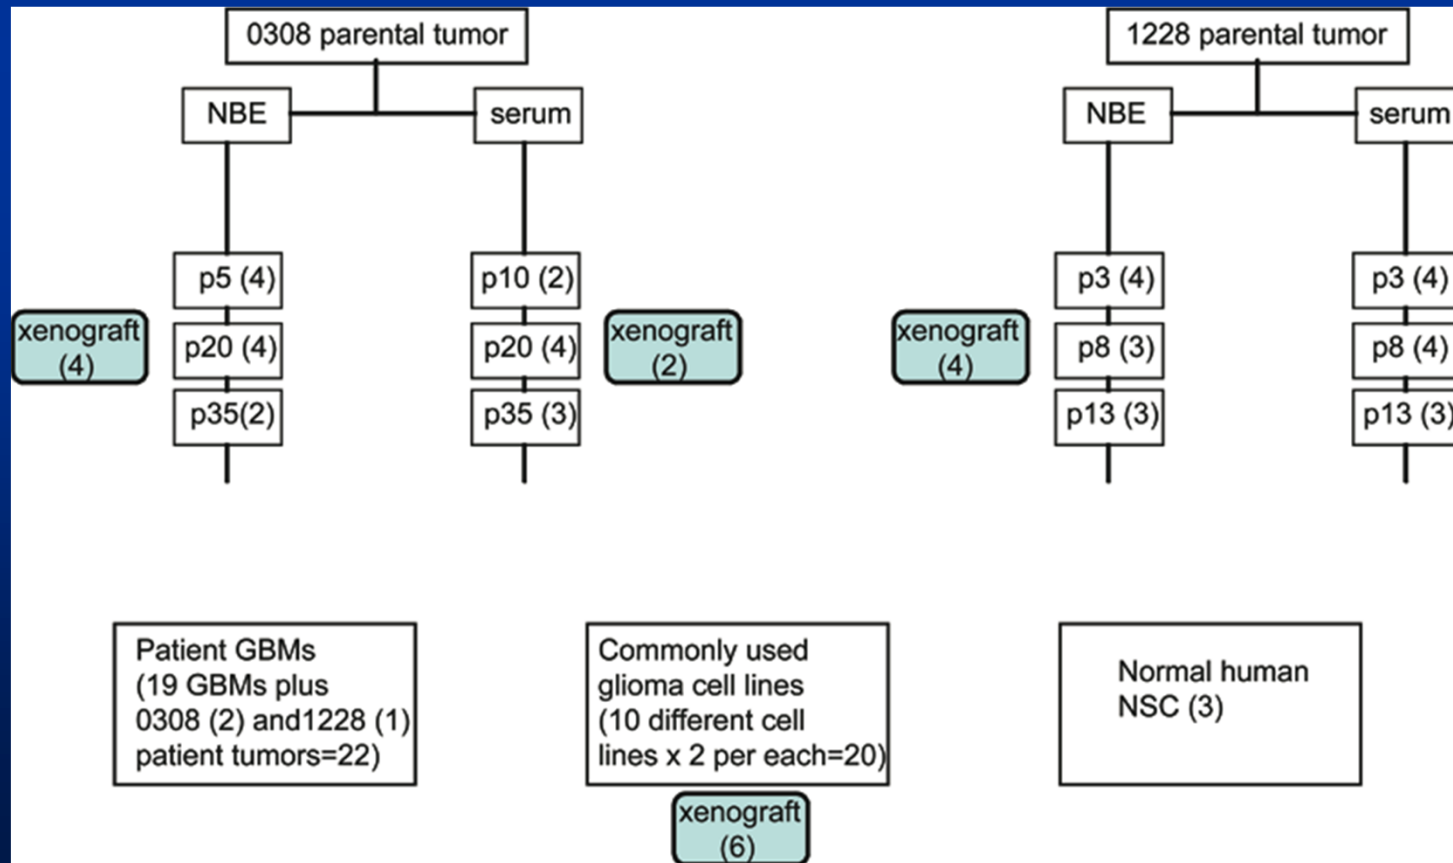 0308 parental tumor
NBE
serum
p5 (4)
p20 (4)
p35(2)
xenograft
(4)
p10 (2)
p20 (4)
p35 (3)
xenograft
(2)
1228 parental tumor
NBE
serum
p3 (4)
p8 (3)
p13 (3)
xenograft
(4)
p3 (4)
p8 (4)
p13 (3)
Patient GBMs
(19 GBMs plus
0308 (2) and1228 (1)
patient tumors=22)
Commonly used
glioma cell lines
(10 different cell
lines x 2 per each=20)
xenograft
(6)
Normal human
NSC (3)